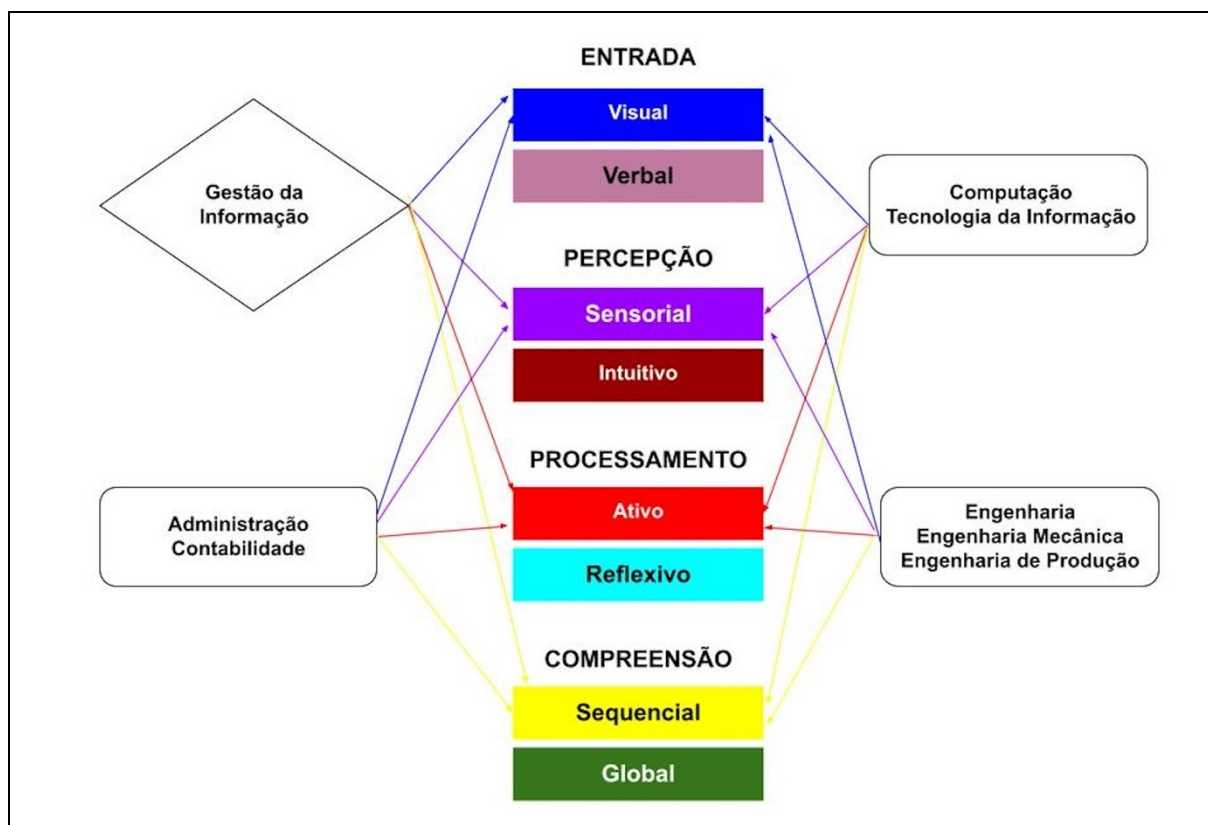 ENTRADA
Visual
Verbal
Gestão da
Informação
Computação
Tecnologia da Informação
PERCEPÇÃO
Sensorial
Intuitivo
PROCESSAMENTO
Ativo
Reflexivo
Administração
Contabilidade
Engenharia
Engenharia Mecânica
Engenharia de Produção
COMPREENSÃO
Sequencial
Global